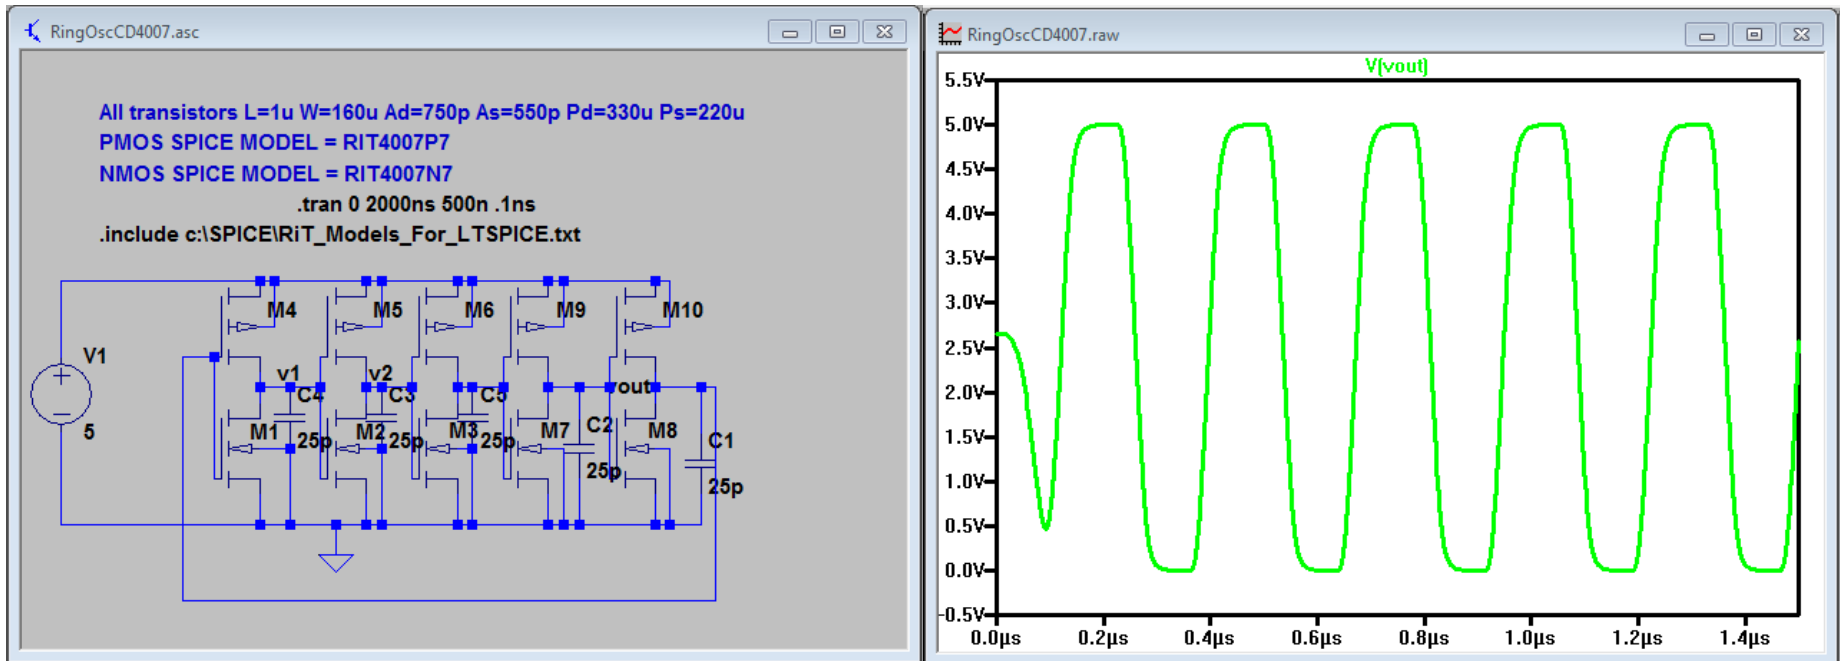 RingOscCD4007.asc
All transistors L=1u W=160u Ad=750p As=550p Pd=330u Ps=220u
PMOS SPICE MODEL = RIT4007P7
NMOS SPICE MODEL = RIT4007N7
.tran 0 2000ns 500n .1ns
.include c:\SPICE\RiT_Models_For_LTSPICE.txt
M4 M5 M6 M9 M10
V1
5
v1 v2 vout
C4 C3 C5
M1 M2 M3 M7 C2 M8 C1
25p 25p 25p
25p
25p
RingOscCD4007.raw
V(vout)
5.5V
5.0V
4.5V
4.0V
3.5V
3.0V
2.5V
2.0V
1.5V
1.0V
0.5V
0.0V
-0.5V
0.0µs 0.2µs 0.4µs 0.6µs 0.8µs 1.0µs 1.2µs 1.4µs